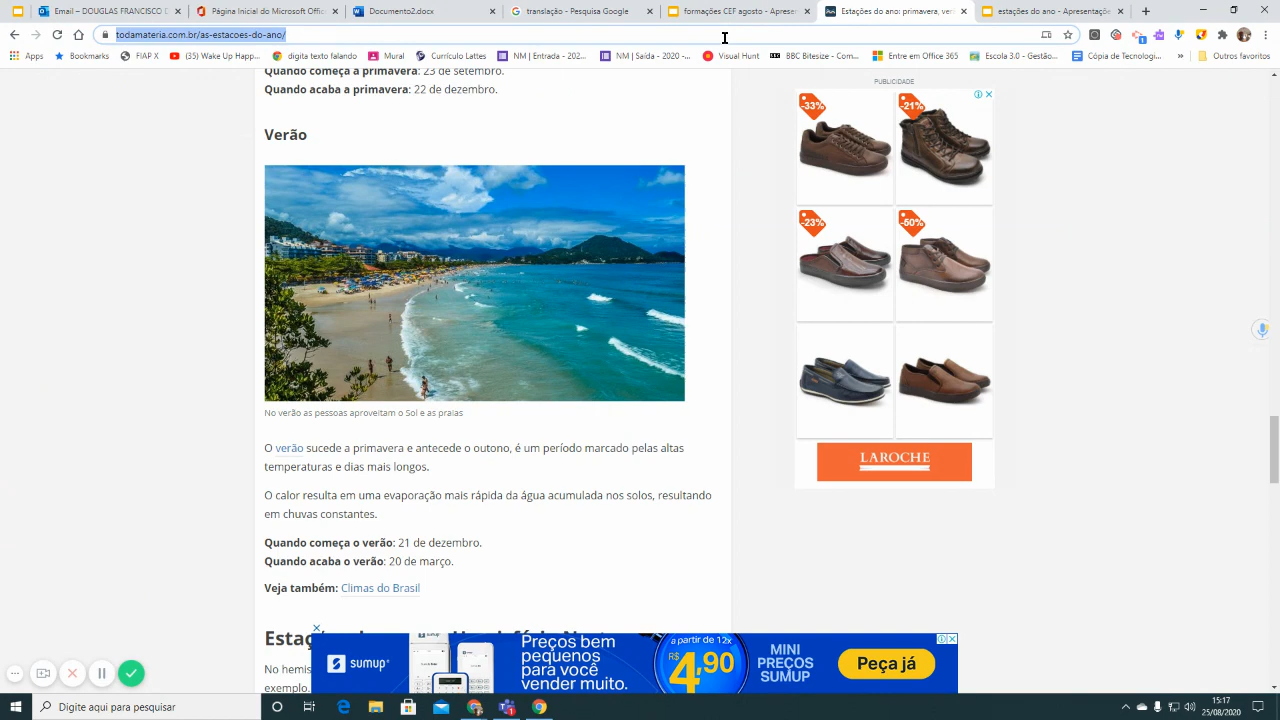 Email – DOUGLAS FRANCISCO D
Página Inicial do Microsoft Offic
Documento2.docx
translação - Pesquisa Google
formações CEF agosto - Apresen
Estações do ano: primavera, ver
estações do ano - Apresentaçõe
todamateria.com.br/as-estacoes-do-ano/
Apps
Bookmarks
FIAP X
(35) Wake Up Happ...
digita texto falando
Mural
Currículo Lattes
NM | Entrada - 202...
NM | Saída - 2020 -...
Visual Hunt
BBC Bitesize - Com...
Entre em Office 365
Escola 3.0 - Gestão...
Cópia de Tecnologi...
Outros favoritos
Quando começa a primavera: 23 de setembro.
Quando acaba a primavera: 22 de dezembro.
Verão
No verão as pessoas aproveitam o Sol e as praias
O verão sucede a primavera e antecede o outono, é um período marcado pelas altas
temperaturas e dias mais longos.
O calor resulta em uma evaporação mais rápida da água acumulada nos solos, resultando
em chuvas constantes.
Quando começa o verão: 21 de dezembro.
Quando acaba o verão: 20 de março.
Veja também: Climas do Brasil
No hemis
exemplo.
PUBLICIDADE
-33%
-21%
-23%
-50%
LAROCHE
sumup
Preços bem
pequenos
para você
vender muito.
a partir de 12x
R$ 4,90
MINI
PREÇOS
SUMUP
Peça já
Digite aqui para pesquisar
15:17
25/08/2020